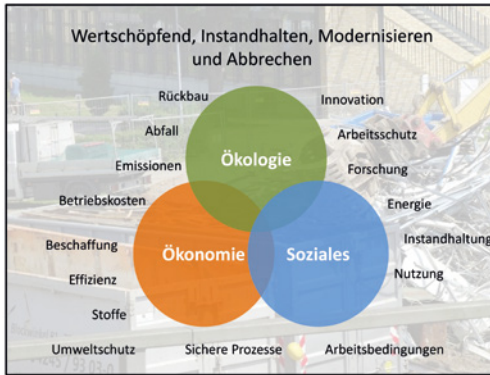 Wertschöpfend, Instandhalten, Modernisieren
und Abbrechen
Rückbau
Innovation
Abfall
Arbeitsschutz
Ökologie
Emissionen
Forschung
Betriebskosten
Energie
Beschaffung
Ökonomie
Soziales
Instandhaltung
Effizienz
Nutzung
Stoffe
Umweltschutz
Sichere Prozesse
Arbeitsbedingungen